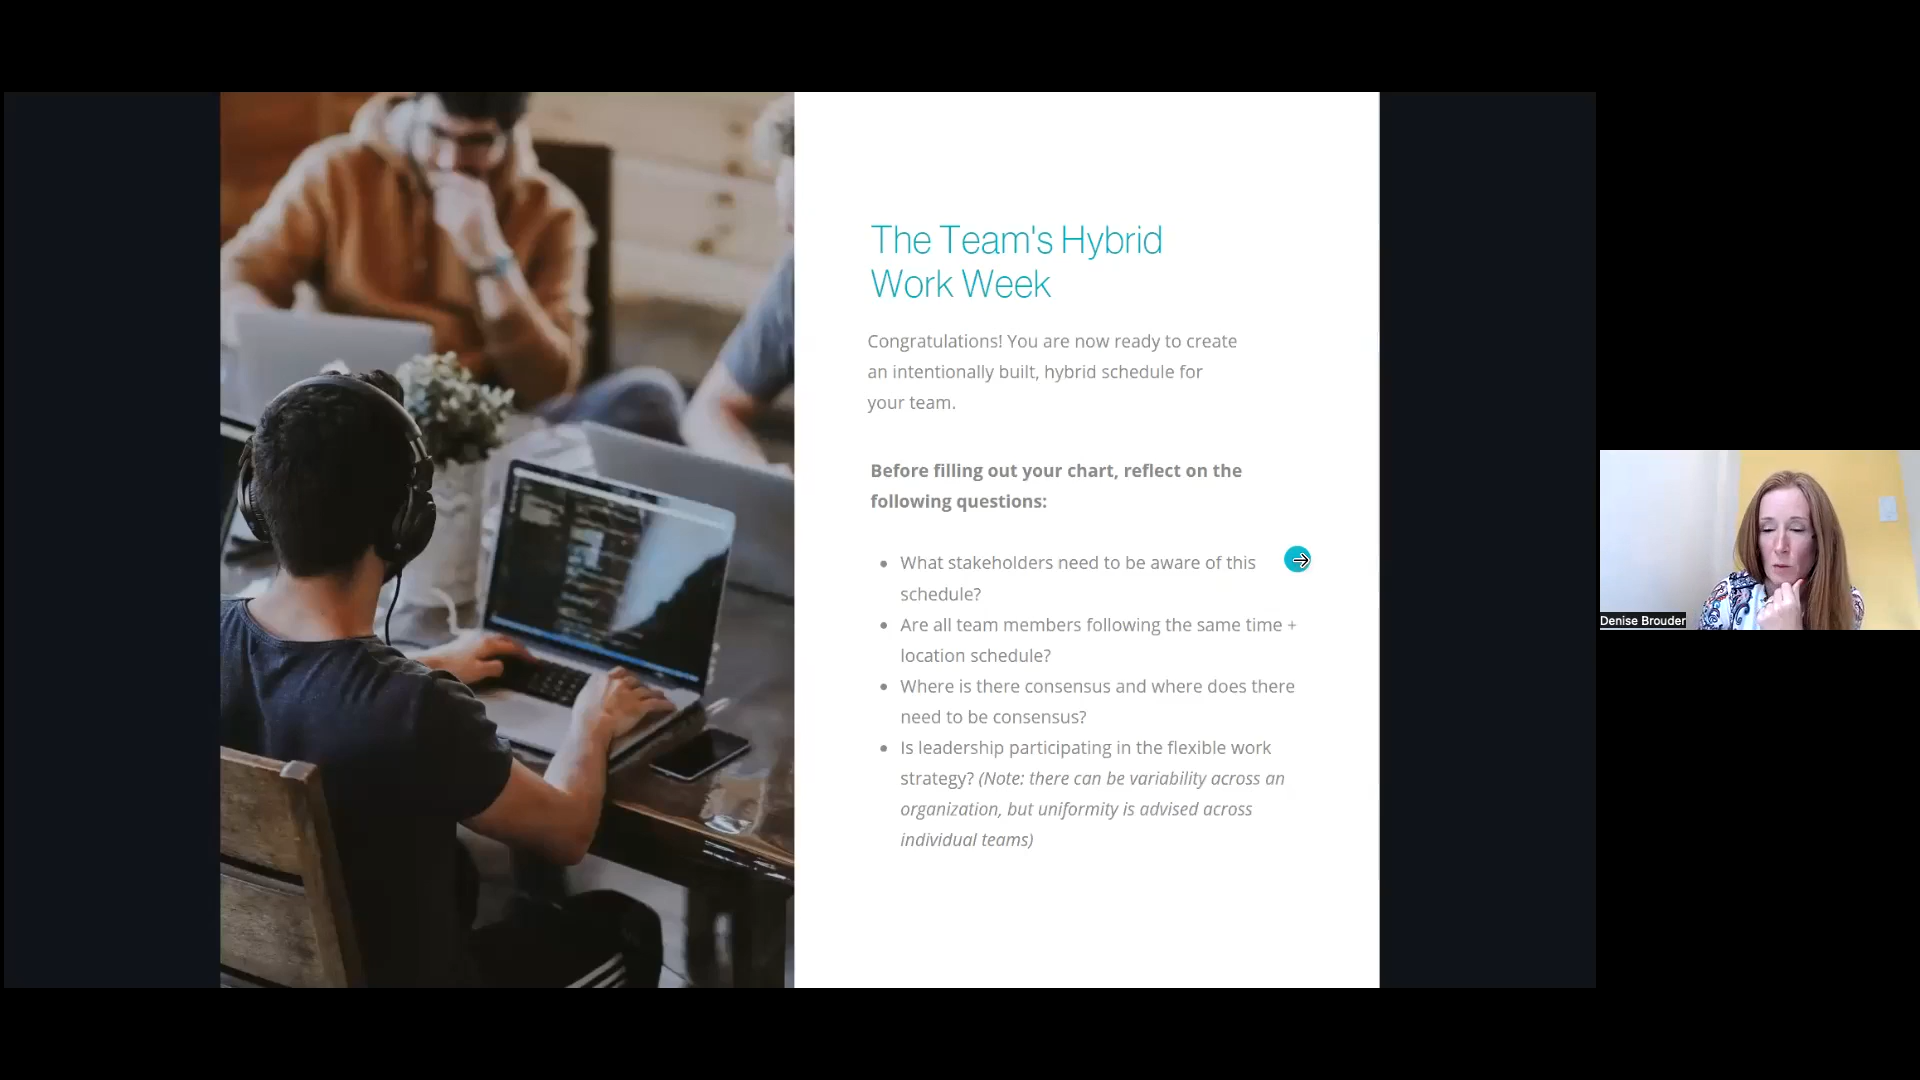 The Team's Hybrid
Work Week
Congratulations! You are now ready to create
an intentionally built, hybrid schedule for
your team.
Before filling out your chart, reflect on the
following questions:
• What stakeholders need to be aware of this
schedule?
• Are all team members following the same time +
location schedule?
• Where is there consensus and where does there
need to be consensus?
• Is leadership participating in the flexible work
strategy? (Note: there can be variability across an
organization, but uniformity is advised across
individual teams)
Denise Brouder